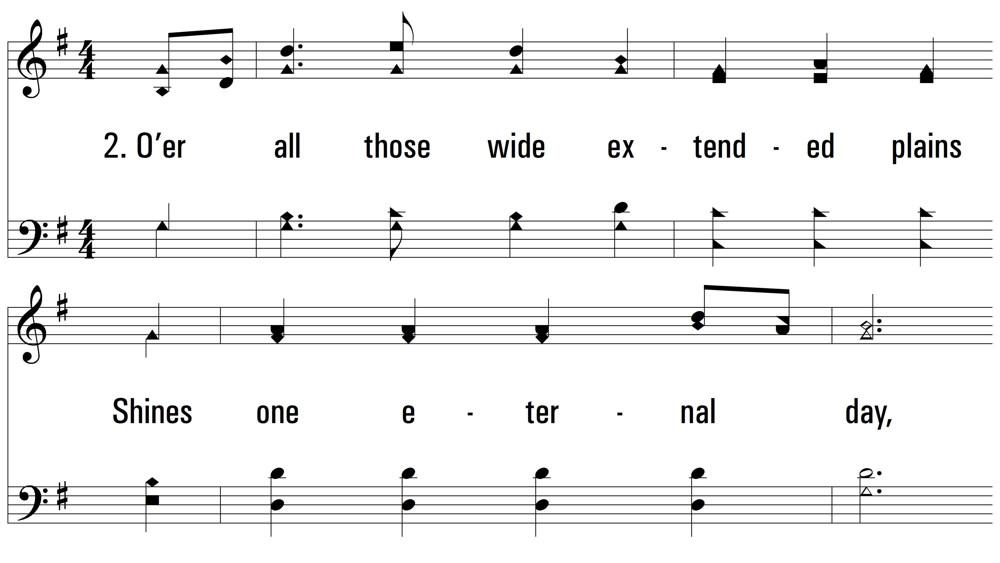 2. O’er all those wide ex - tend - ed plains
Shines one e - ter - nal day,